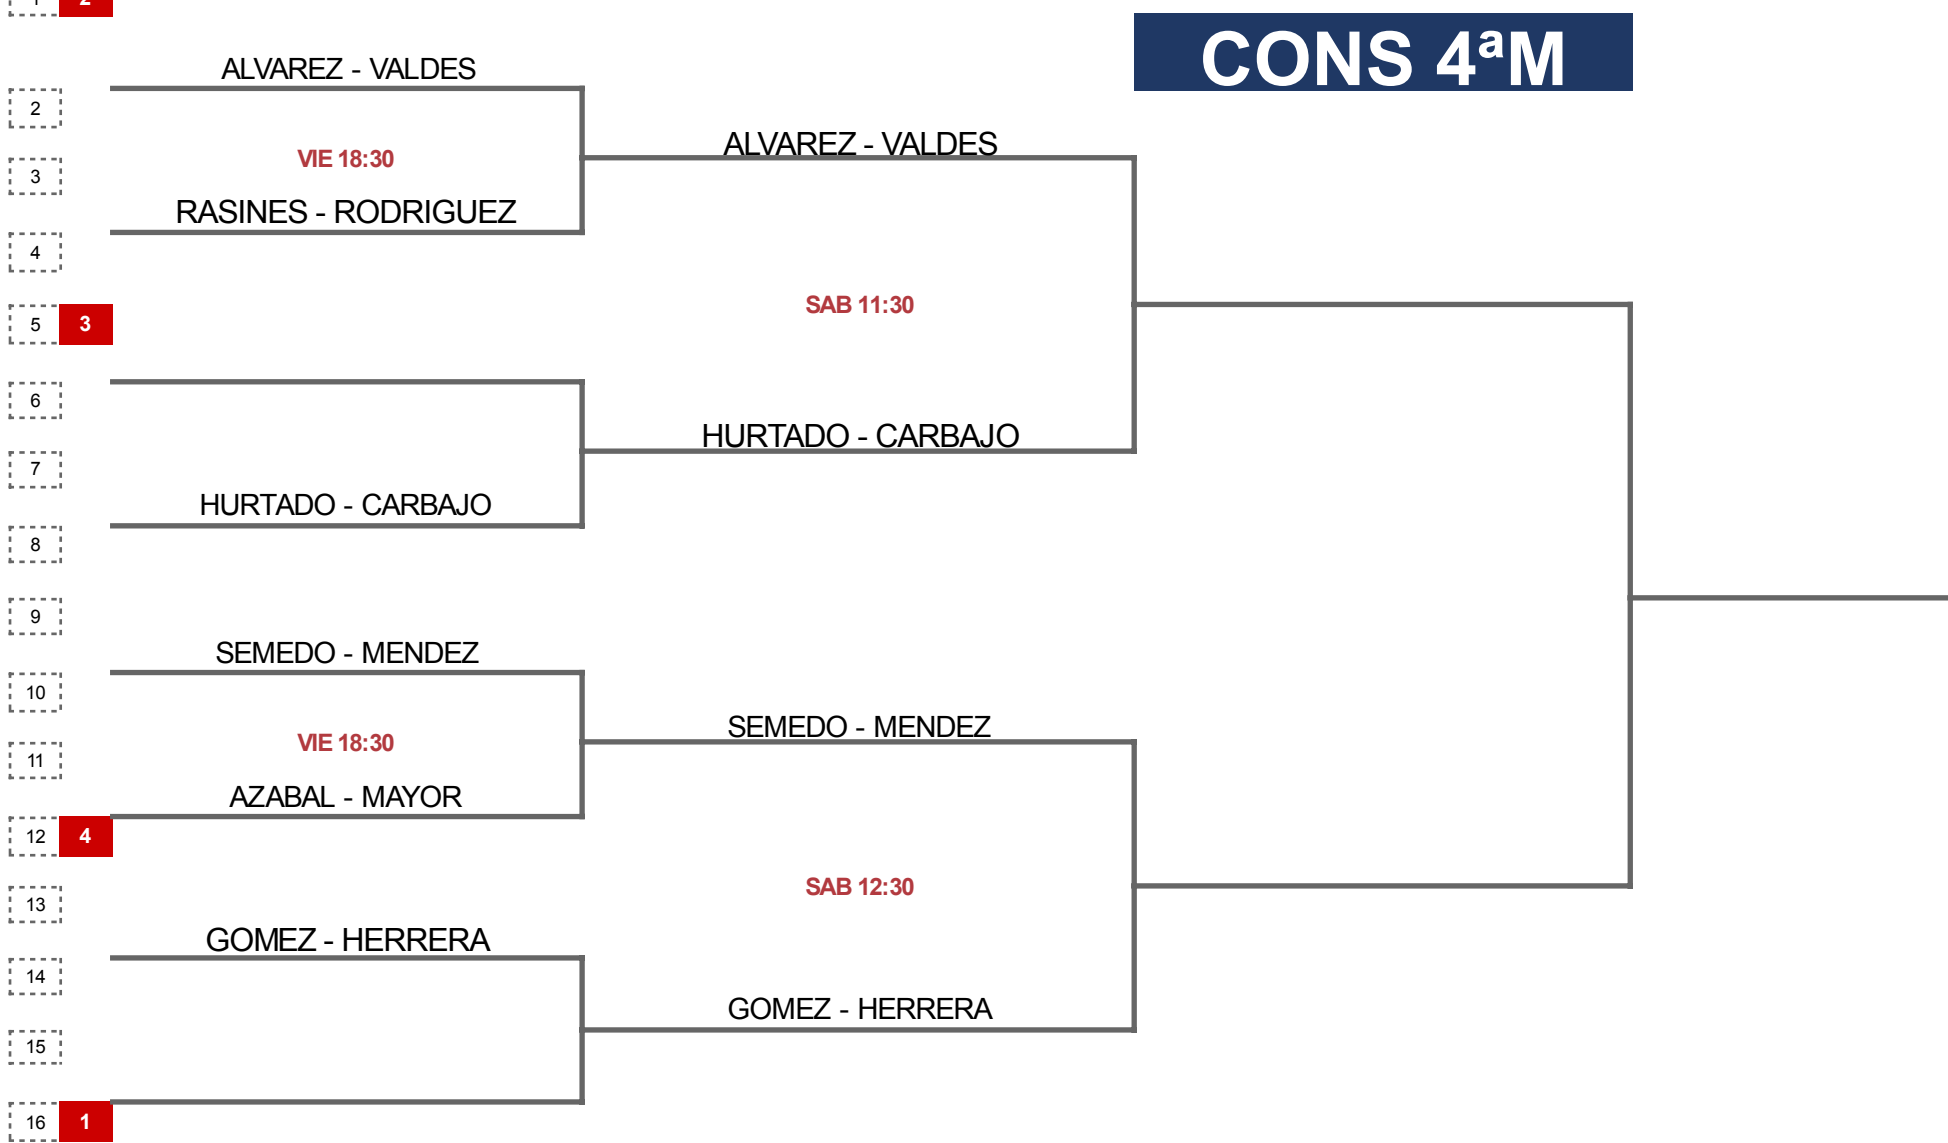 1 2
CONS 4ªM
ALVAREZ - VALDES
2
ALVAREZ - VALDES
VIE 18:30
3
RASINES - RODRIGUEZ
4
SAB 11:30
5 3
6
HURTADO - CARBAJO
7
HURTADO - CARBAJO
8
9
SEMEDO - MENDEZ
10
SEMEDO - MENDEZ
VIE 18:30
11
AZABAL - MAYOR
12 4
SAB 12:30
13
GOMEZ - HERRERA
14
GOMEZ - HERRERA
15
16 1